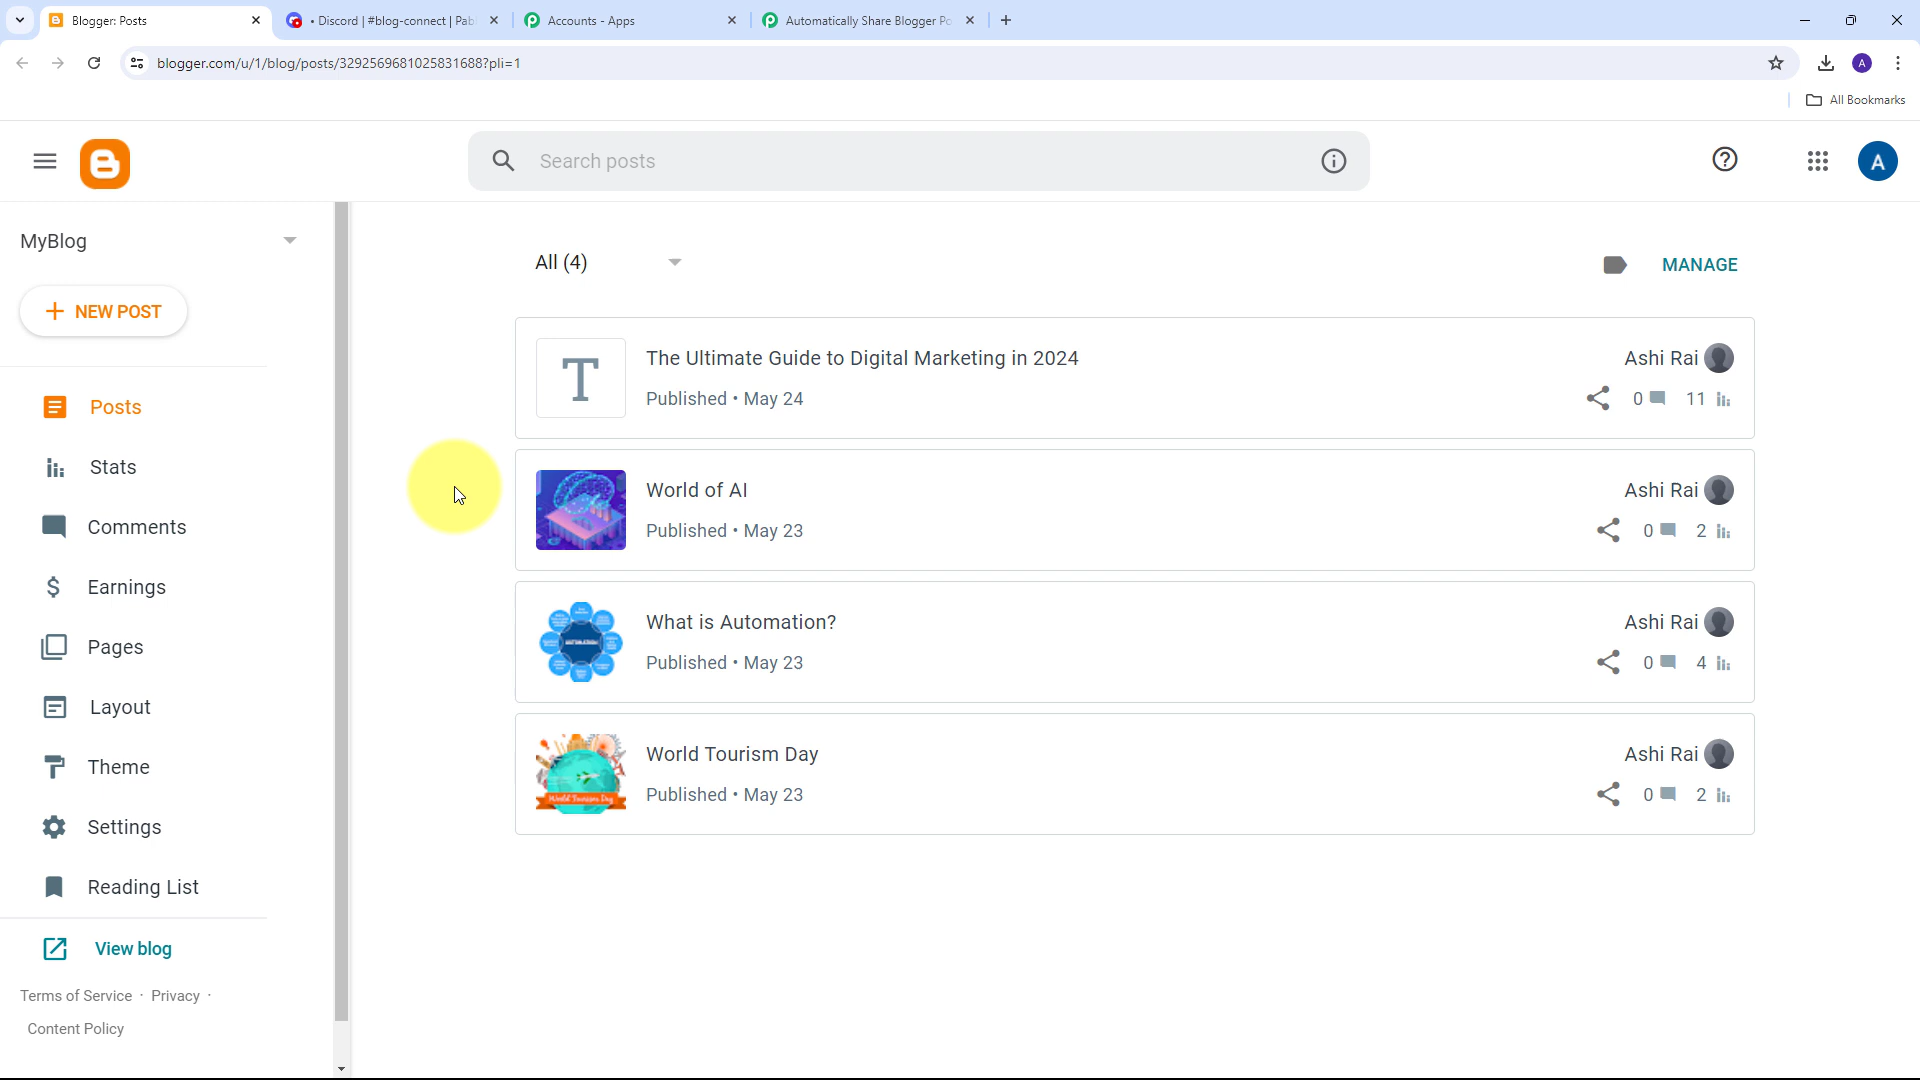 Blogger: Posts
• Discord | #blog-connect | Pab
Accounts - Apps
Automatically Share Blogger Po
blogger.com/u/1/blog/posts/3292569681025831688?pli=1
A
All Bookmarks
Search posts
A
MyBlog
NEW POST
Posts
Stats
Comments
Earnings
Pages
Layout
Theme
Settings
Reading List
View blog
Terms of Service · Privacy ·
Content Policy
All (4)
MANAGE
T
The Ultimate Guide to Digital Marketing in 2024
Ashi Rai
Published • May 24
0 11
World of AI
Ashi Rai
Published • May 23
0 2
What is Automation?
Ashi Rai
Published • May 23
0 4
World Tourism Day
World Tourism Day
Ashi Rai
Published • May 23
0 2